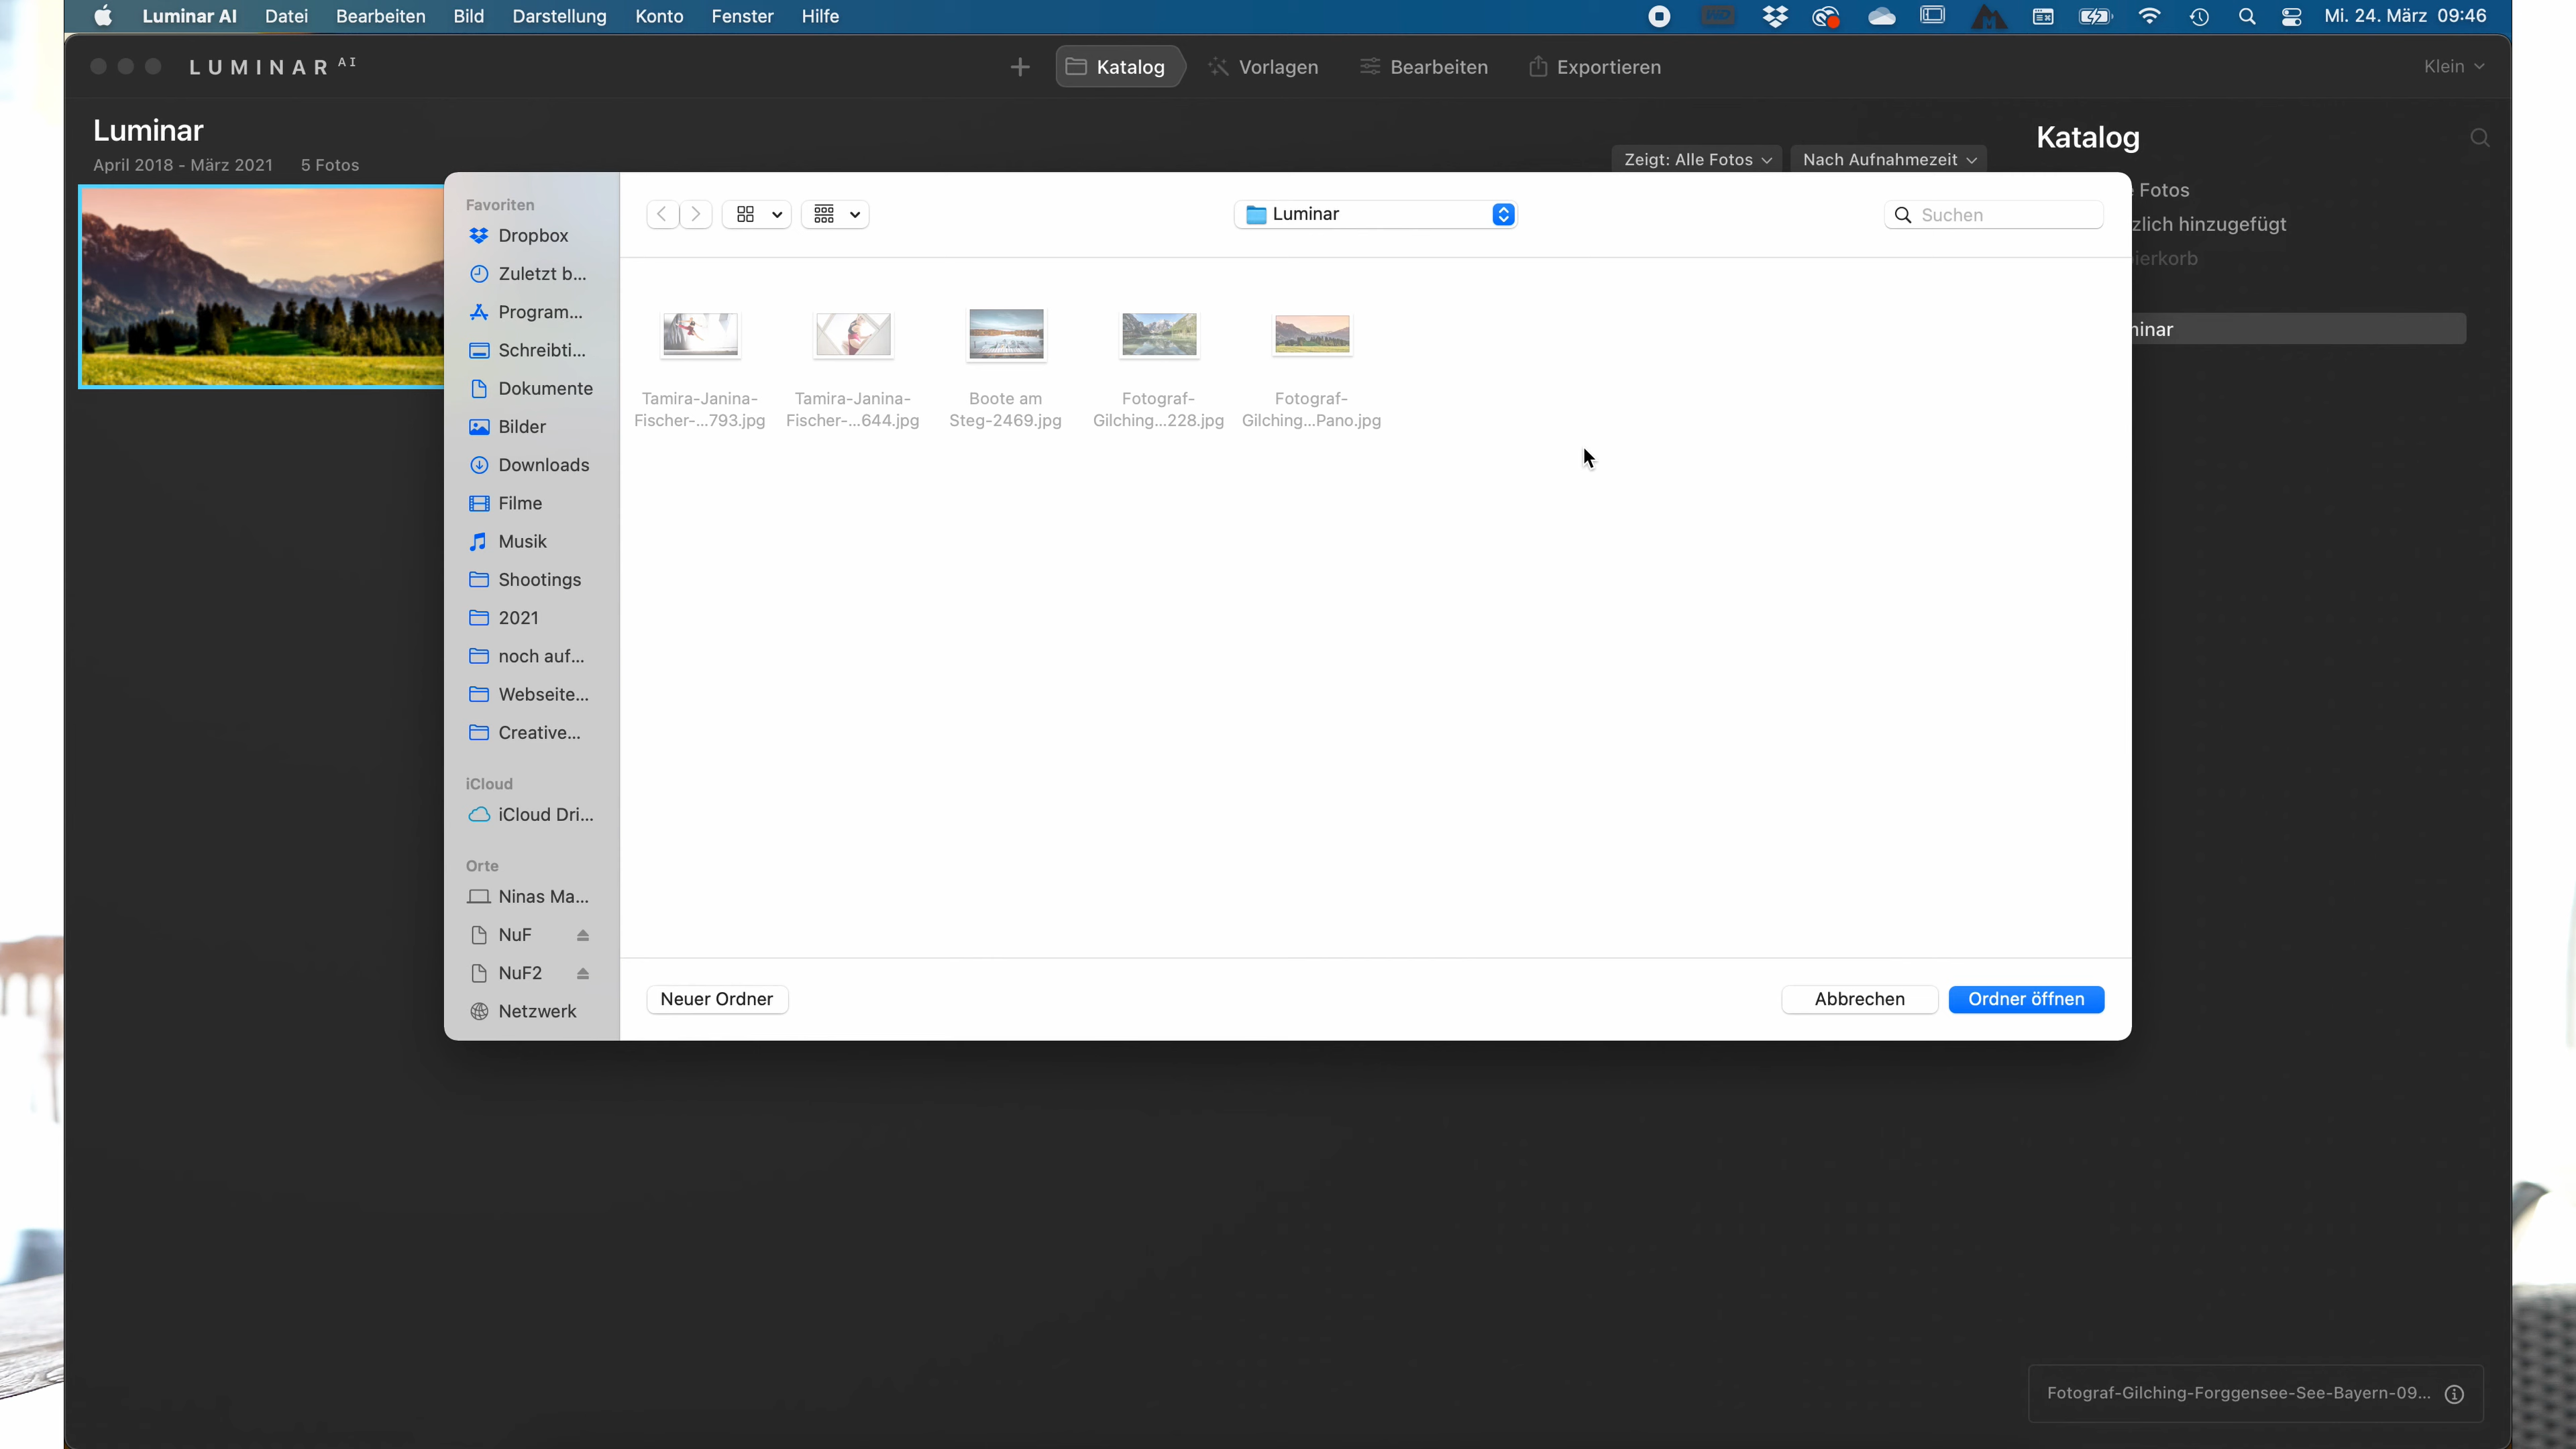 Luminar AI Datei Bearbeiten Bild Darstellung Konto Fenster Hilfe Mi. 24. März 09:46
LUMINAR AI
Katalog Vorlagen Bearbeiten Exportieren Klein
Luminar
April 2018 - März 2021 5 Fotos
Zeigt: Alle Fotos Nach Aufnahmezeit
Katalog
Fotos
zlich hinzugefügt
ierkorb
ninar
Favoriten
Dropbox
Zuletzt b...
Program...
Schreibti...
Dokumente
Bilder
Downloads
Filme
Musik
Shootings
2021
noch auf...
Webseite...
Creative...
iCloud
iCloud Dri...
Orte
Ninas Ma...
NuF
NuF2
Netzwerk
Luminar
Suchen
Tamira-Janina-
Fischer-...793.jpg
Tamira-Janina-
Fischer-...644.jpg
Boote am
Steg-2469.jpg
Fotograf-
Gilching...228.jpg
Fotograf-
Gilching...Pano.jpg
Neuer Ordner
Abbrechen
Ordner öffnen
Fotograf-Gilching-Forggensee-See-Bayern-09...